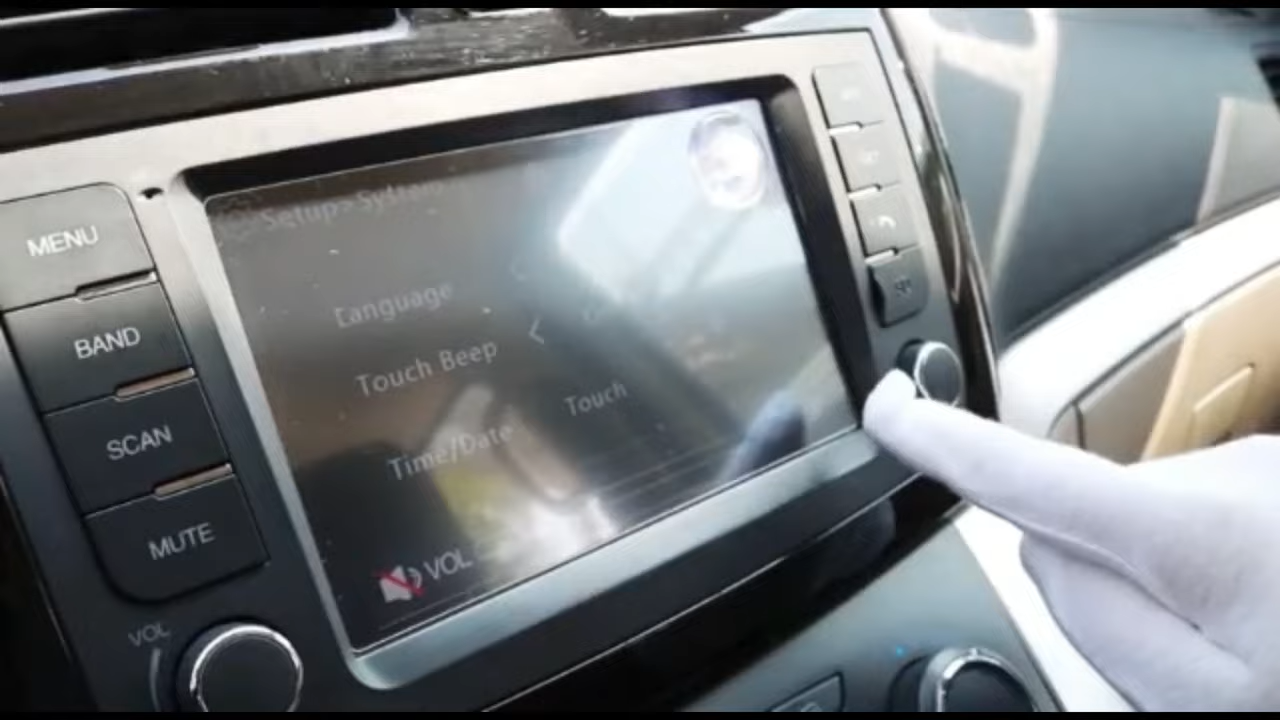 Setup>System
Language
Touch Beep
Touch
Time/Date
VOL
MENU
BAND
SCAN
MUTE
VOL